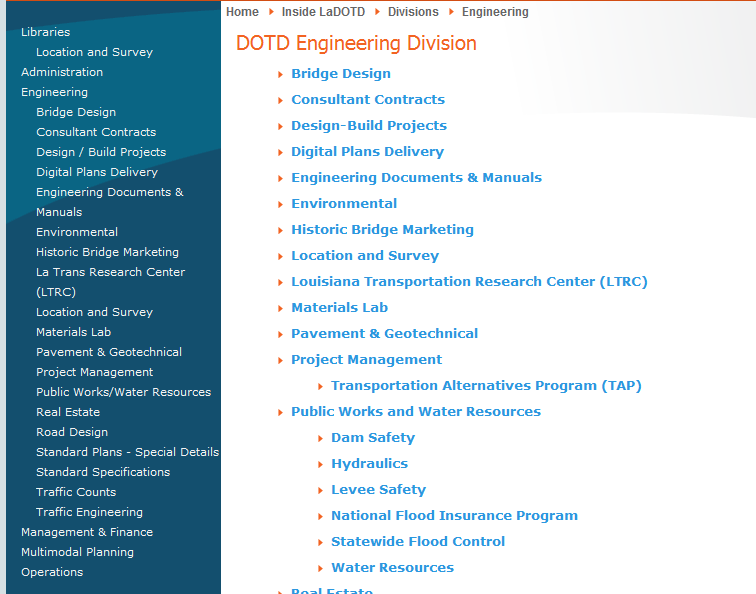 Libraries
Location and Survey
Administration
Engineering
Bridge Design
Consultant Contracts
Design / Build Projects
Digital Plans Delivery
Engineering Documents &
Manuals
Environmental
Historic Bridge Marketing
La Trans Research Center
(LTRC)
Location and Survey
Materials Lab
Pavement & Geotechnical
Project Management
Public Works/Water Resources
Real Estate
Road Design
Standard Plans - Special Details
Standard Specifications
Traffic Counts
Traffic Engineering
Management & Finance
Multimodal Planning
Operations
Home Inside LaDOTD Divisions Engineering
DOTD Engineering Division
Bridge Design
Consultant Contracts
Design-Build Projects
Digital Plans Delivery
Engineering Documents & Manuals
Environmental
Historic Bridge Marketing
Location and Survey
Louisiana Transportation Research Center (LTRC)
Materials Lab
Pavement & Geotechnical
Project Management
Transportation Alternatives Program (TAP)
Public Works and Water Resources
Dam Safety
Hydraulics
Levee Safety
National Flood Insurance Program
Statewide Flood Control
Water Resources
Real Estate